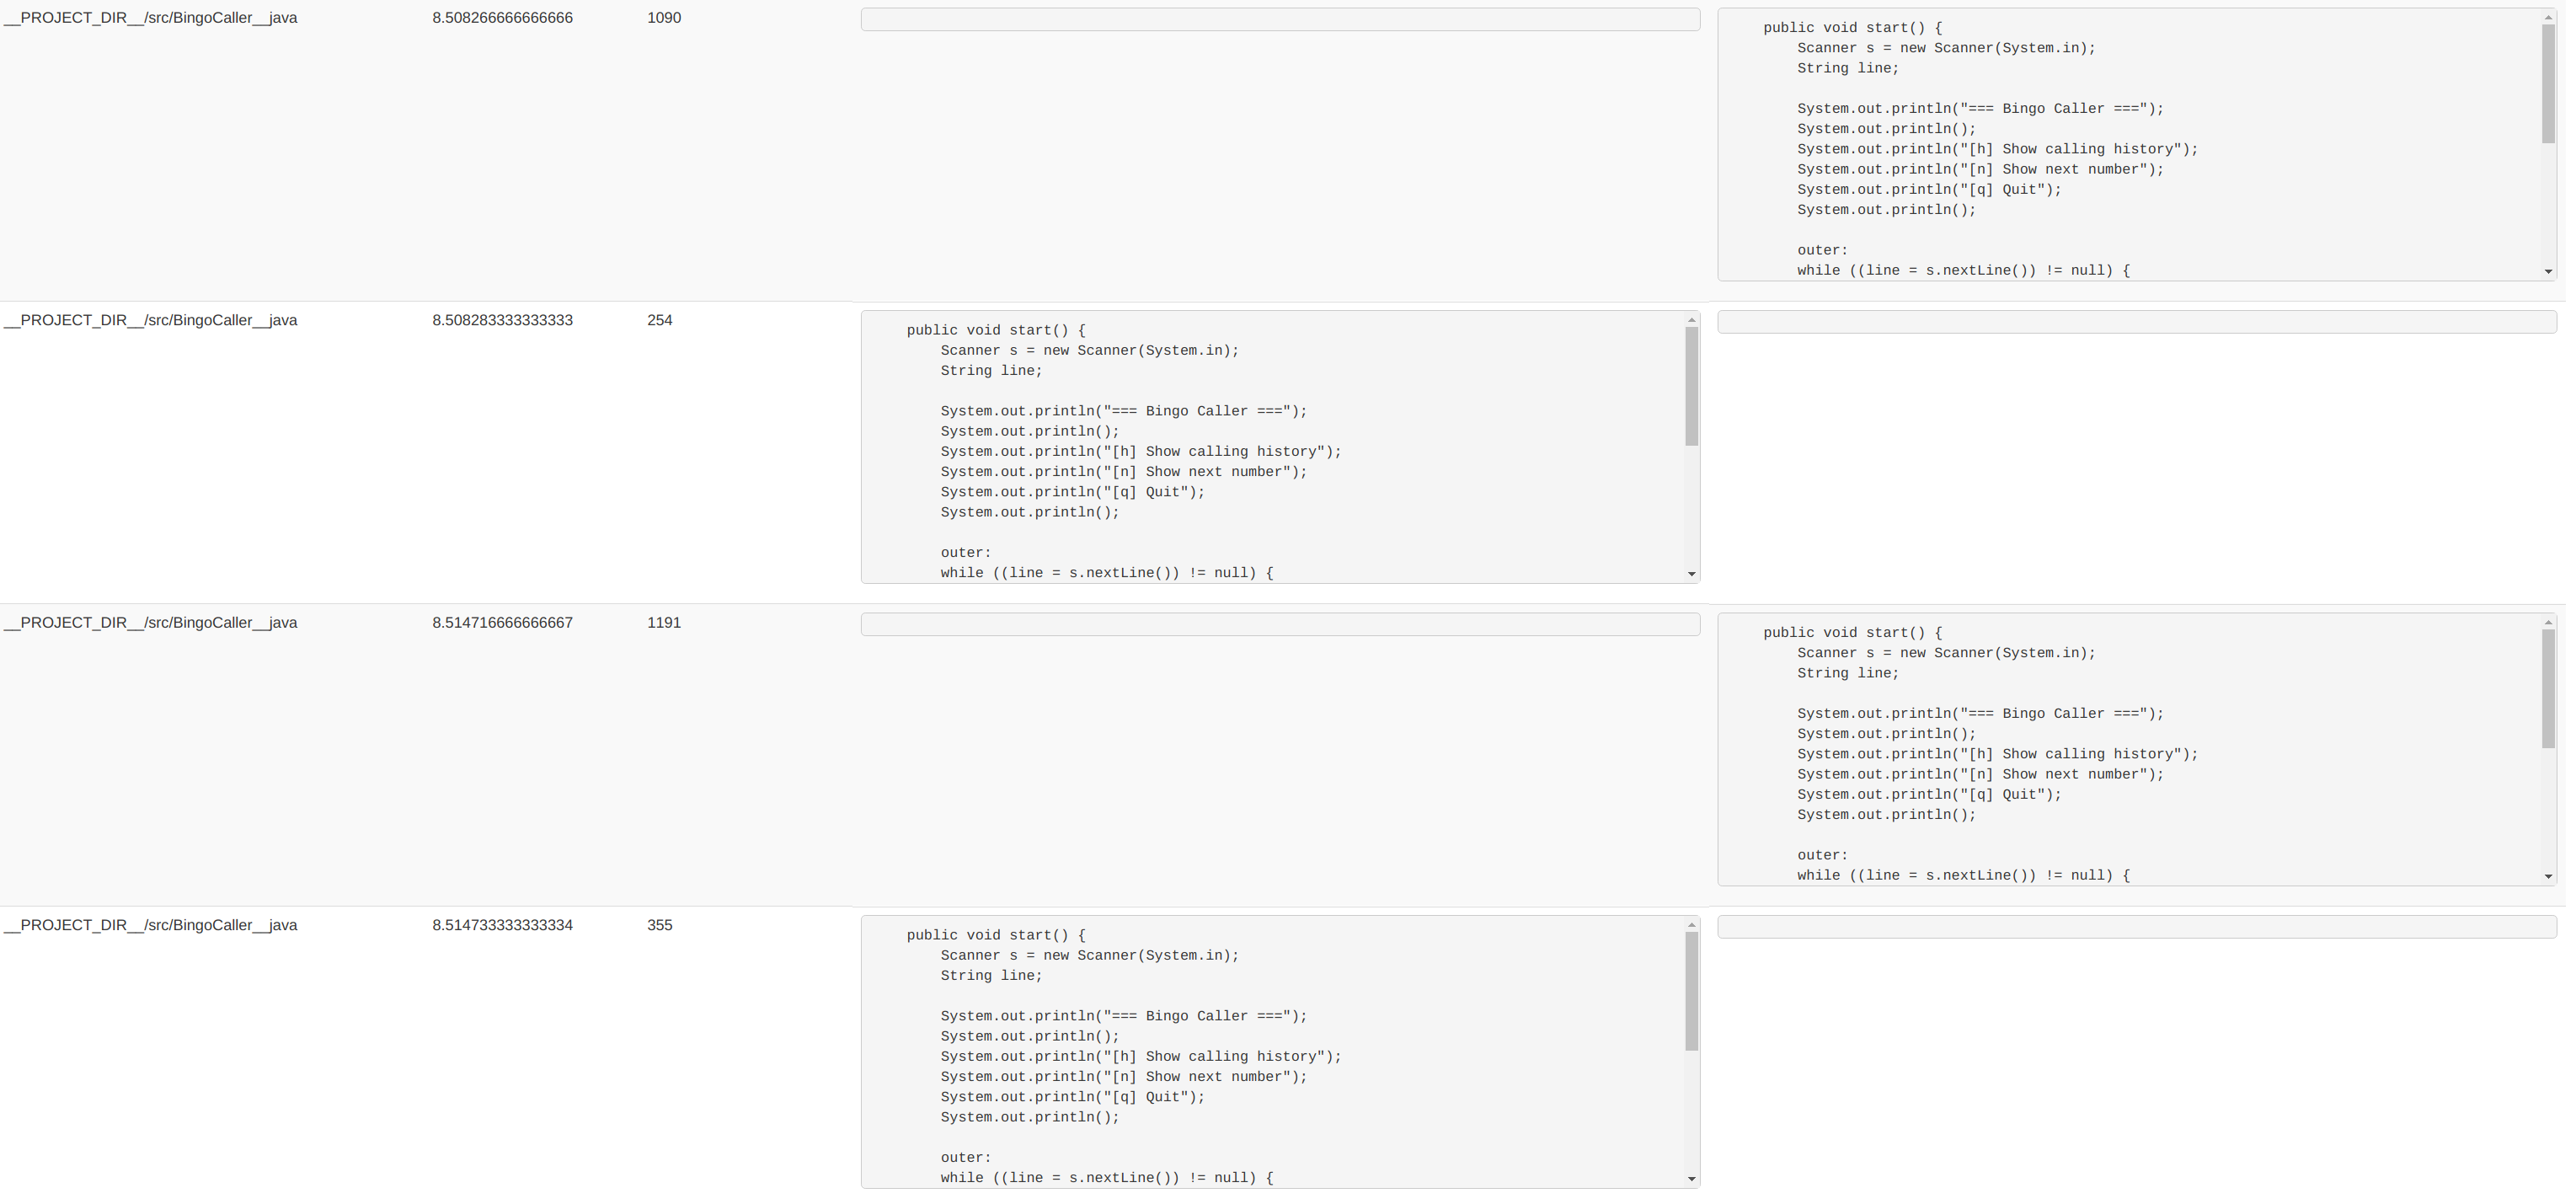 __PROJECT_DIR__/src/BingoCaller__java 8.508266666666666 1090
public void start() {
Scanner s = new Scanner(System.in);
String line;
System.out.println("=== Bingo Caller ===");
System.out.println();
System.out.println("[h] Show calling history");
System.out.println("[n] Show next number");
System.out.println("[q] Quit");
System.out.println();
outer:
while ((line = s.nextLine()) != null) {
__PROJECT_DIR__/src/BingoCaller__java 8.508283333333333 254
public void start() {
Scanner s = new Scanner(System.in);
String line;
System.out.println("=== Bingo Caller ===");
System.out.println();
System.out.println("[h] Show calling history");
System.out.println("[n] Show next number");
System.out.println("[q] Quit");
System.out.println();
outer:
while ((line = s.nextLine()) != null) {
__PROJECT_DIR__/src/BingoCaller__java 8.514716666666667 1191
public void start() {
Scanner s = new Scanner(System.in);
String line;
System.out.println("=== Bingo Caller ===");
System.out.println();
System.out.println("[h] Show calling history");
System.out.println("[n] Show next number");
System.out.println("[q] Quit");
System.out.println();
outer:
while ((line = s.nextLine()) != null) {
__PROJECT_DIR__/src/BingoCaller__java 8.514733333333334 355
public void start() {
Scanner s = new Scanner(System.in);
String line;
System.out.println("=== Bingo Caller ===");
System.out.println();
System.out.println("[h] Show calling history");
System.out.println("[n] Show next number");
System.out.println("[q] Quit");
System.out.println();
outer:
while ((line = s.nextLine()) != null) {